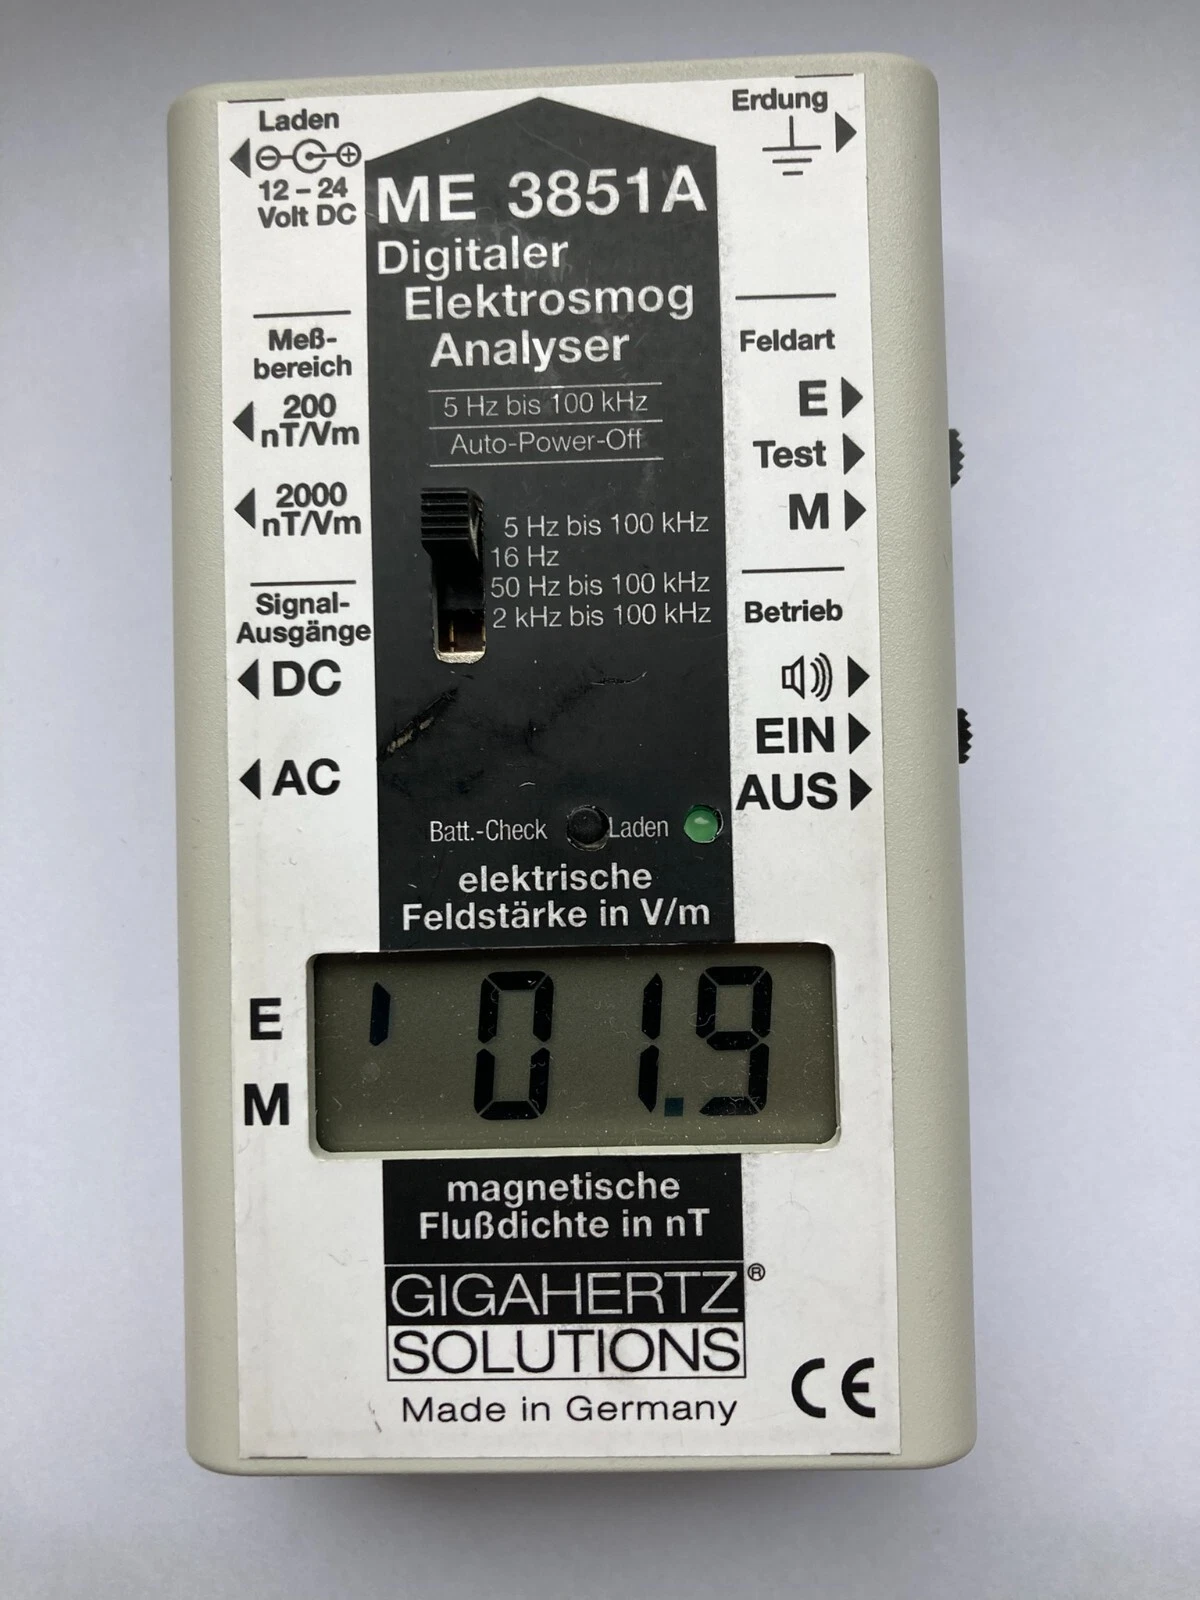 Laden
12 – 24
Volt DC
Erdung
ME 3851A
Digitaler
Elektrosmog
Analyser
5 Hz bis 100 kHz
Auto-Power-Off
Meß-
bereich
200
nT/Vm
2000
nT/Vm
Signal-
Ausgänge
DC
AC
5 Hz bis 100 kHz
16 Hz
50 Hz bis 100 kHz
2 kHz bis 100 kHz
Feldart
E
Test
M
Betrieb
EIN
AUS
Batt.-Check
Laden
elektrische
Feldstärke in V/m
E
M
01.9
magnetische
Flußdichte in nT
GIGAHERTZ®
SOLUTIONS
Made in Germany
CE